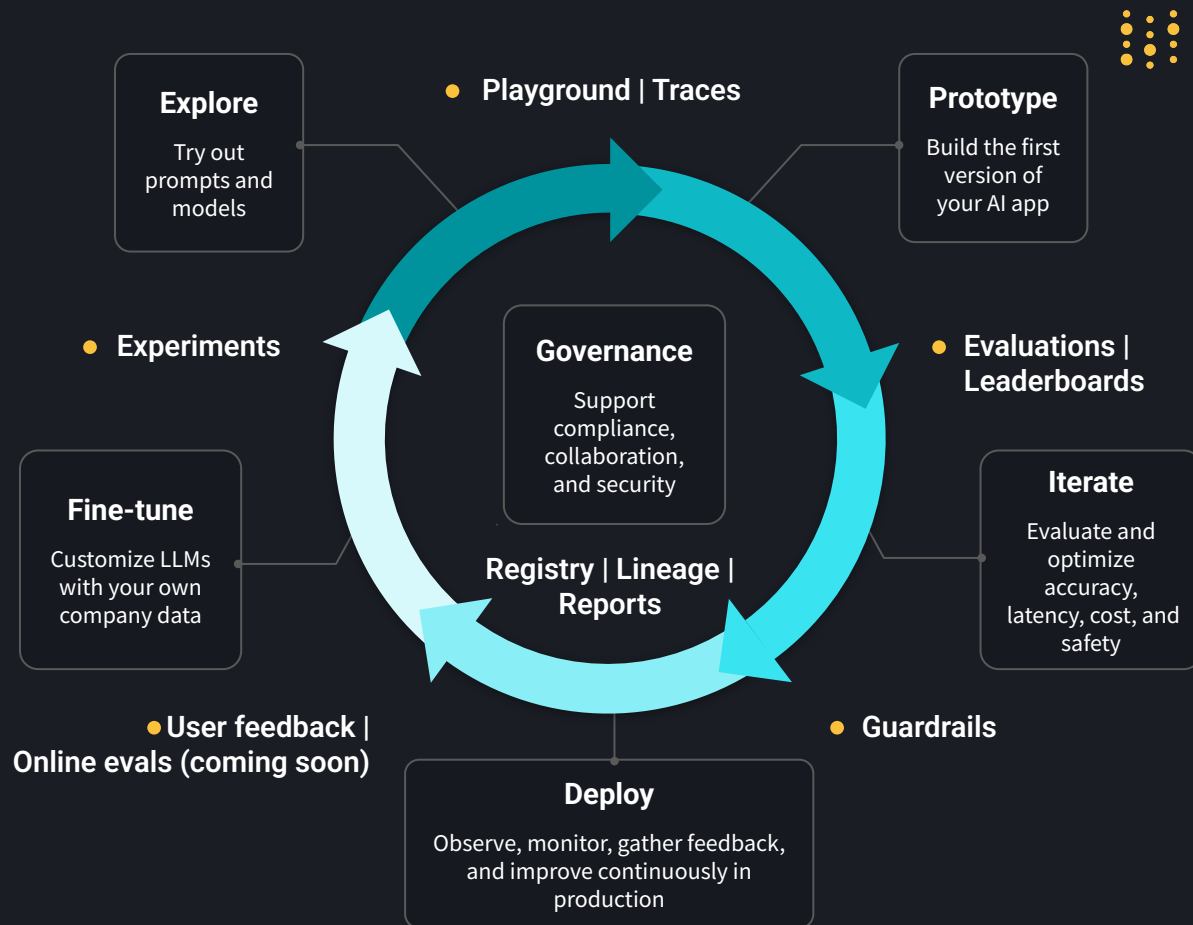 Explore
Try out
prompts and
models
Playground | Traces
Prototype
Build the first
version of
your AI app
Experiments
Governance
Support
compliance,
collaboration,
and security
Evaluations |
Leaderboards
Fine-tune
Customize LLMs
with your own
company data
Registry | Lineage |
Reports
Iterate
Evaluate and
optimize
accuracy,
latency, cost, and
safety
User feedback |
Online evals (coming soon)
Guardrails
Deploy
Observe, monitor, gather feedback,
and improve continuously in
production